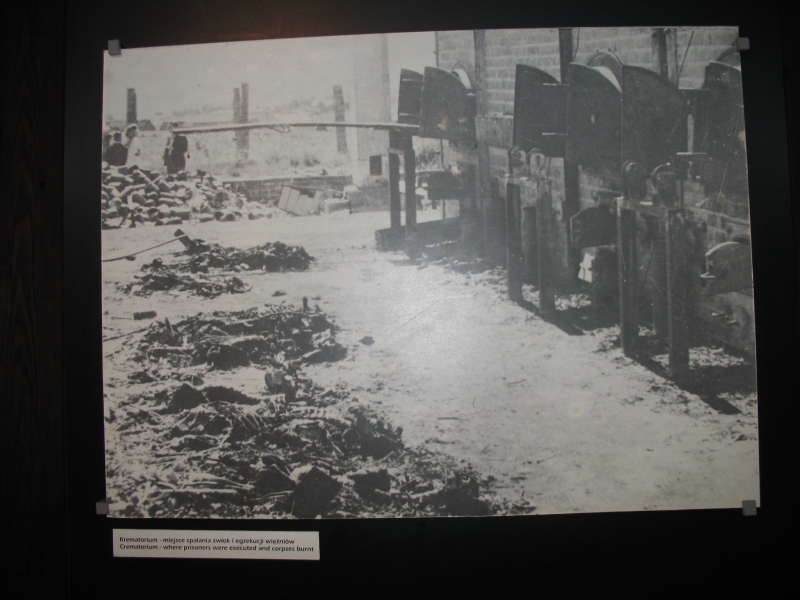 Krematorium - miejsce spalania zwłok i egzekucji więźniów
Crematorium - where prisoners were executed and corpses burnt